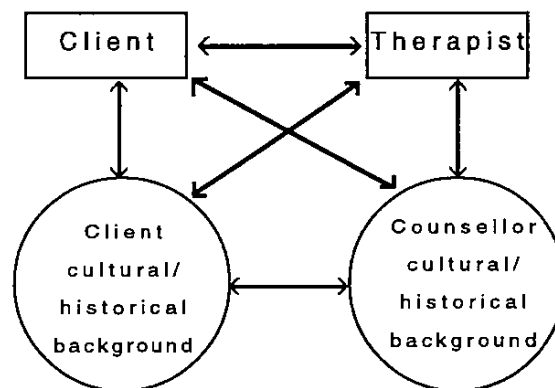 Client
Therapist
Client
cultural/
historical
background
Counsellor
cultural/
historical
background